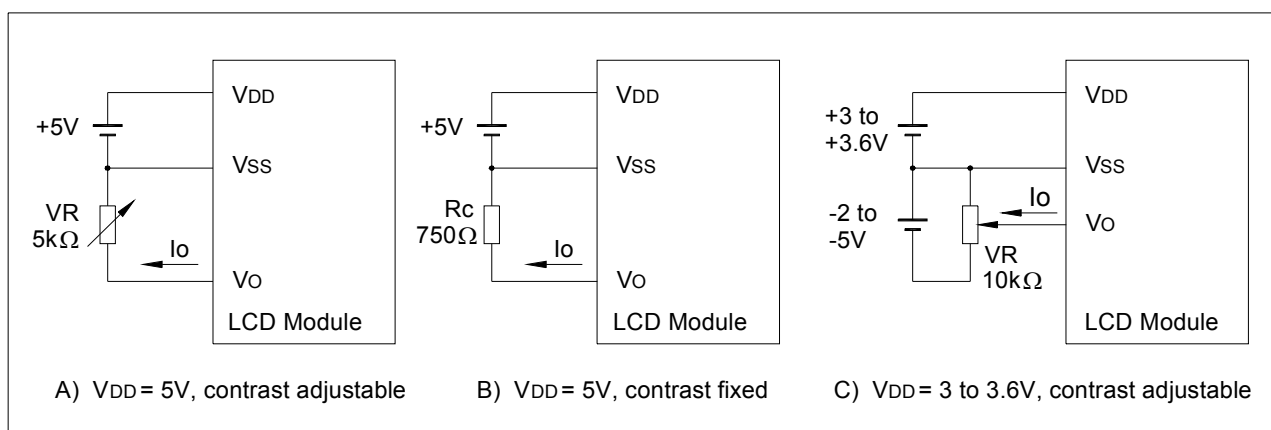 VDD
+5V
VSS
VR
5kΩ
Io
VO
LCD Module
A) VDD = 5V, contrast adjustable
VDD
+5V
VSS
Rc
750Ω
Io
VO
LCD Module
B) VDD = 5V, contrast fixed
VDD
+3 to
+3.6V
VSS
Io
-2 to
-5V
VO
VR
10kΩ
LCD Module
C) VDD = 3 to 3.6V, contrast adjustable